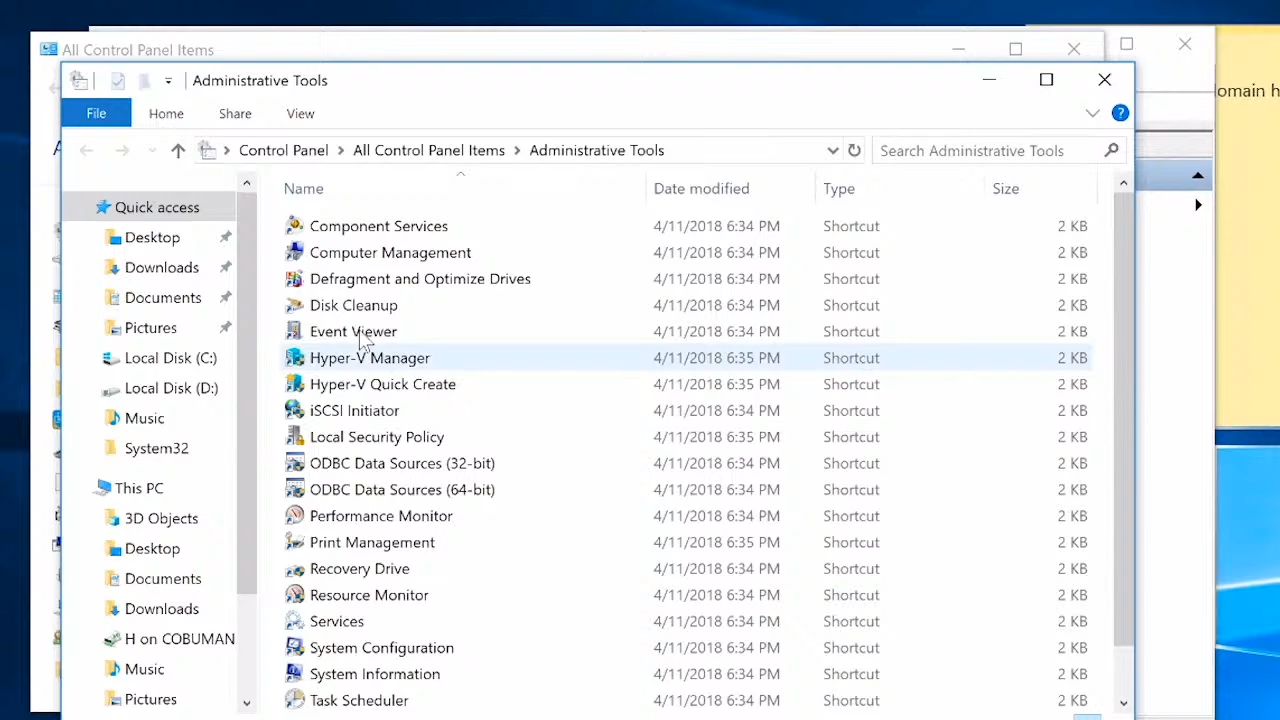 All Control Panel Items
Administrative Tools
omain h
File Home Share View
Control Panel All Control Panel Items Administrative Tools
Search Administrative Tools
Name Date modified Type Size
Quick access
Desktop
Downloads
Documents
Pictures
Local Disk (C:)
Local Disk (D:)
Music
System32
This PC
3D Objects
Desktop
Documents
Downloads
H on COBUMAN
Music
Pictures
Component Services 4/11/2018 6:34 PM Shortcut 2 KB
Computer Management 4/11/2018 6:34 PM Shortcut 2 KB
Defragment and Optimize Drives 4/11/2018 6:34 PM Shortcut 2 KB
Disk Cleanup 4/11/2018 6:34 PM Shortcut 2 KB
Event Viewer 4/11/2018 6:34 PM Shortcut 2 KB
Hyper-V Manager 4/11/2018 6:35 PM Shortcut 2 KB
Hyper-V Quick Create 4/11/2018 6:35 PM Shortcut 2 KB
iSCSI Initiator 4/11/2018 6:34 PM Shortcut 2 KB
Local Security Policy 4/11/2018 6:35 PM Shortcut 2 KB
ODBC Data Sources (32-bit) 4/11/2018 6:34 PM Shortcut 2 KB
ODBC Data Sources (64-bit) 4/11/2018 6:34 PM Shortcut 2 KB
Performance Monitor 4/11/2018 6:34 PM Shortcut 2 KB
Print Management 4/11/2018 6:35 PM Shortcut 2 KB
Recovery Drive 4/11/2018 6:34 PM Shortcut 2 KB
Resource Monitor 4/11/2018 6:34 PM Shortcut 2 KB
Services 4/11/2018 6:34 PM Shortcut 2 KB
System Configuration 4/11/2018 6:34 PM Shortcut 2 KB
System Information 4/11/2018 6:34 PM Shortcut 2 KB
Task Scheduler 4/11/2018 6:34 PM Shortcut 2 KB